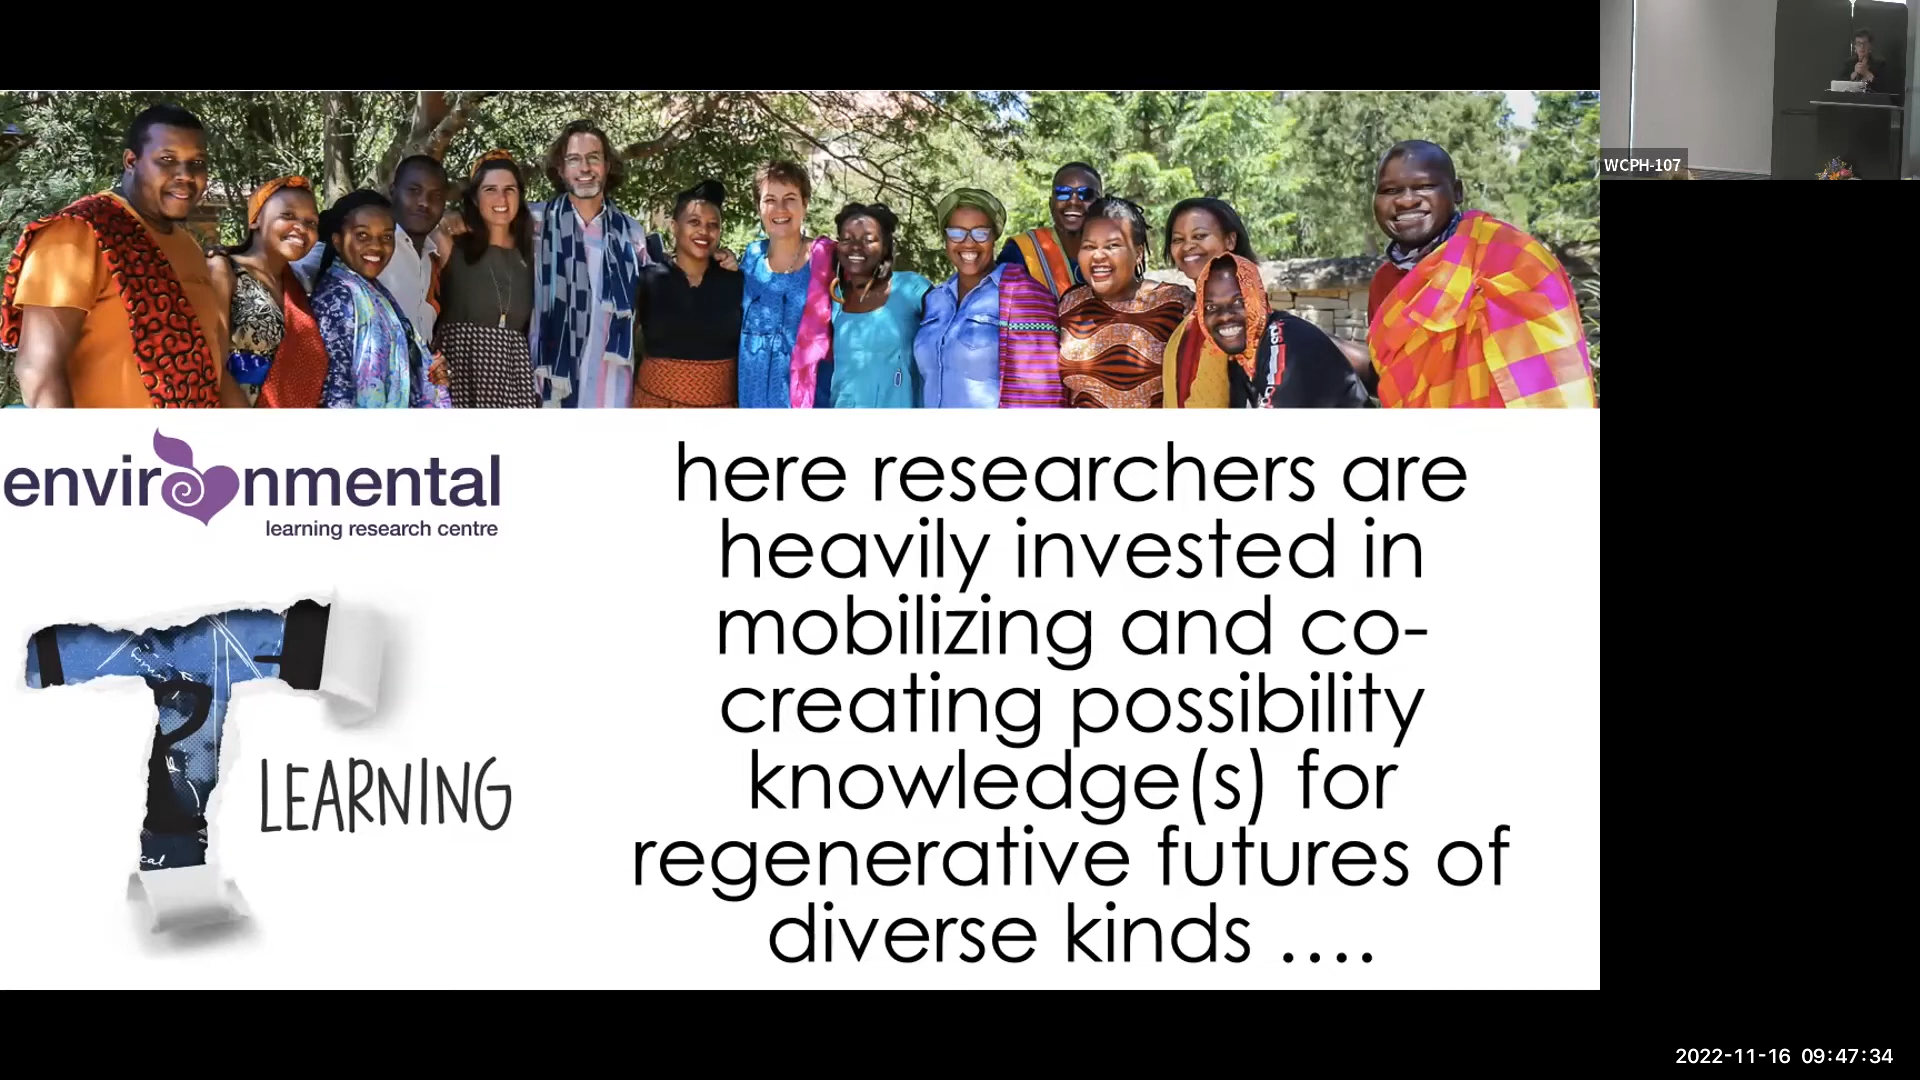 WCPH-107
environmental
learning research centre
LEARNING
here researchers are
heavily invested in
mobilizing and co-
creating possibility
knowledge(s) for
regenerative futures of
diverse kinds ....
2022-11-16 09:47:34